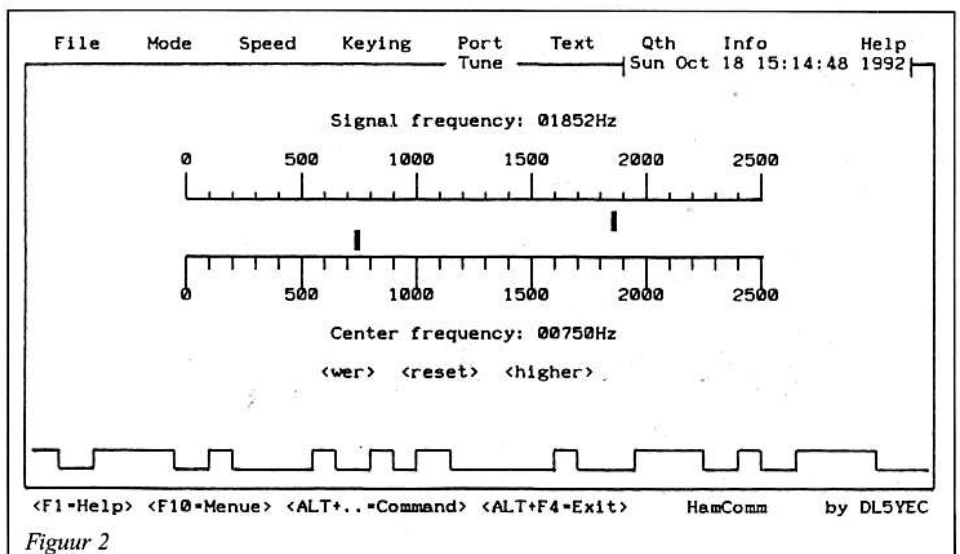 File Mode Speed Keying Port Text Qth Info Help
Tune Sun Oct 18 15:14:48 1992
Signal frequency: 01852Hz
0 500 1000 1500 2000 2500
0 500 1000 1500 2000 2500
Center frequency: 00750Hz
<wer> <reset> <higher>
<F1=Help> <F10=Menue> <ALT+..=Command> <ALT+F4=Exit> HamComm by DL5YEC
Figuur 2